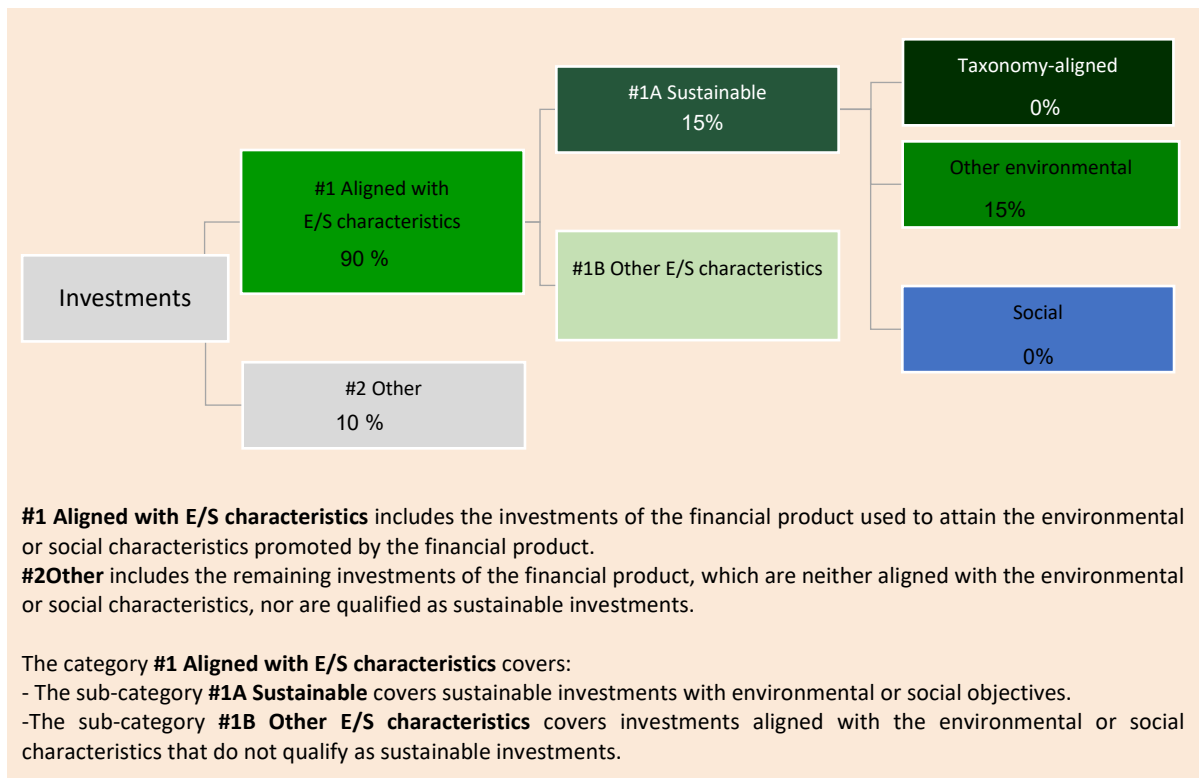 Investments
#1 Aligned with
E/S characteristics
90 %
#2 Other
10 %
#1A Sustainable
15%
#1B Other E/S characteristics
Taxonomy-aligned
0%
Other environmental
15%
Social
0%
#1 Aligned with E/S characteristics includes the investments of the financial product used to attain the environmental
or social characteristics promoted by the financial product.
#2Other includes the remaining investments of the financial product, which are neither aligned with the environmental
or social characteristics, nor are qualified as sustainable investments.
The category #1 Aligned with E/S characteristics covers:
- The sub-category #1A Sustainable covers sustainable investments with environmental or social objectives.
-The sub-category #1B Other E/S characteristics covers investments aligned with the environmental or social
characteristics that do not qualify as sustainable investments.